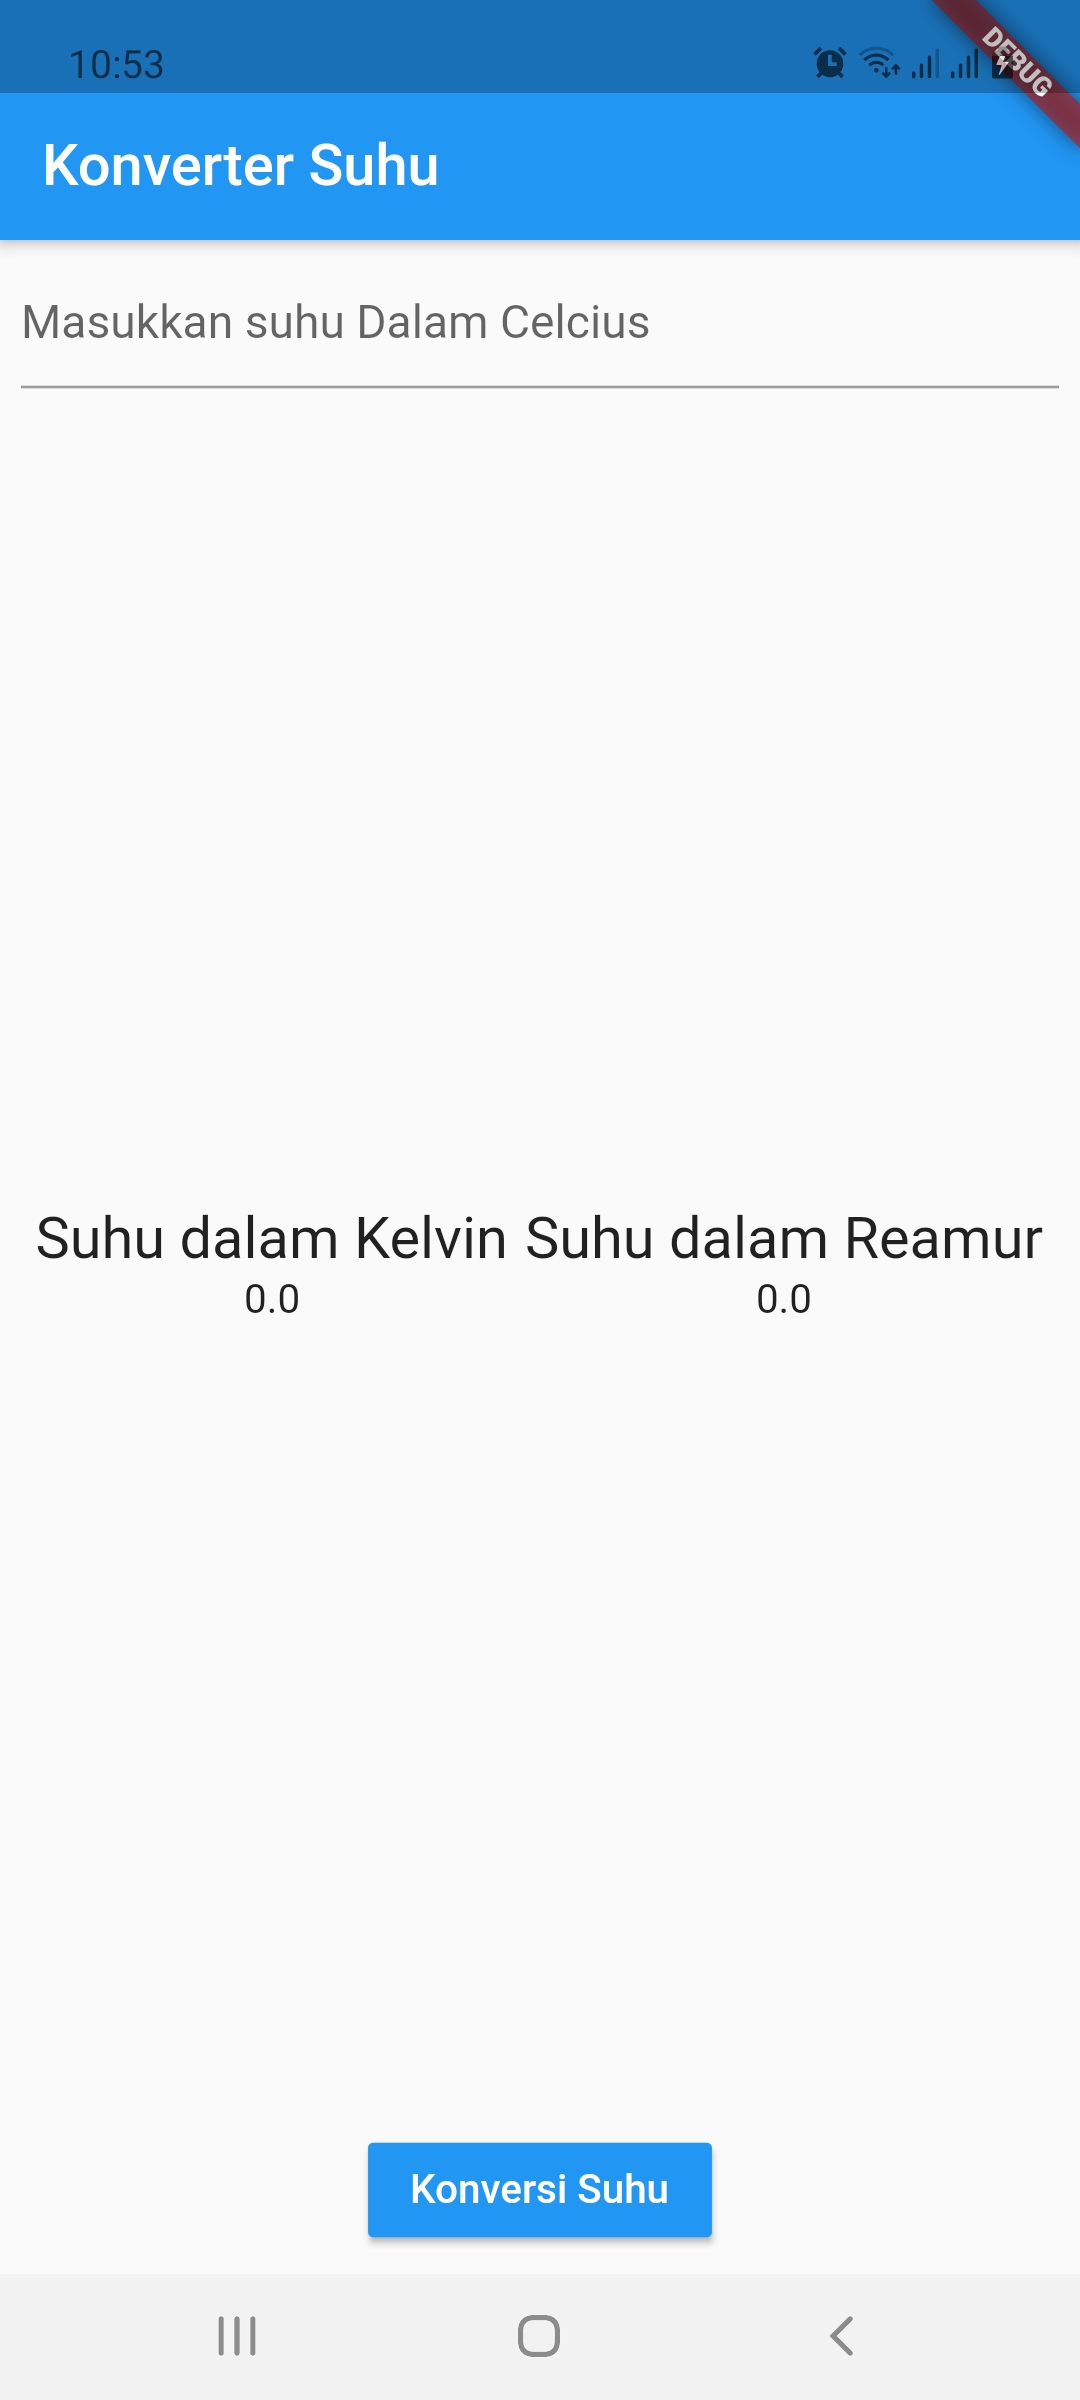 10:53
DEBUG
Konverter Suhu
Masukkan suhu Dalam Celcius
Suhu dalam Kelvin Suhu dalam Reamur
0.0 0.0
Konversi Suhu